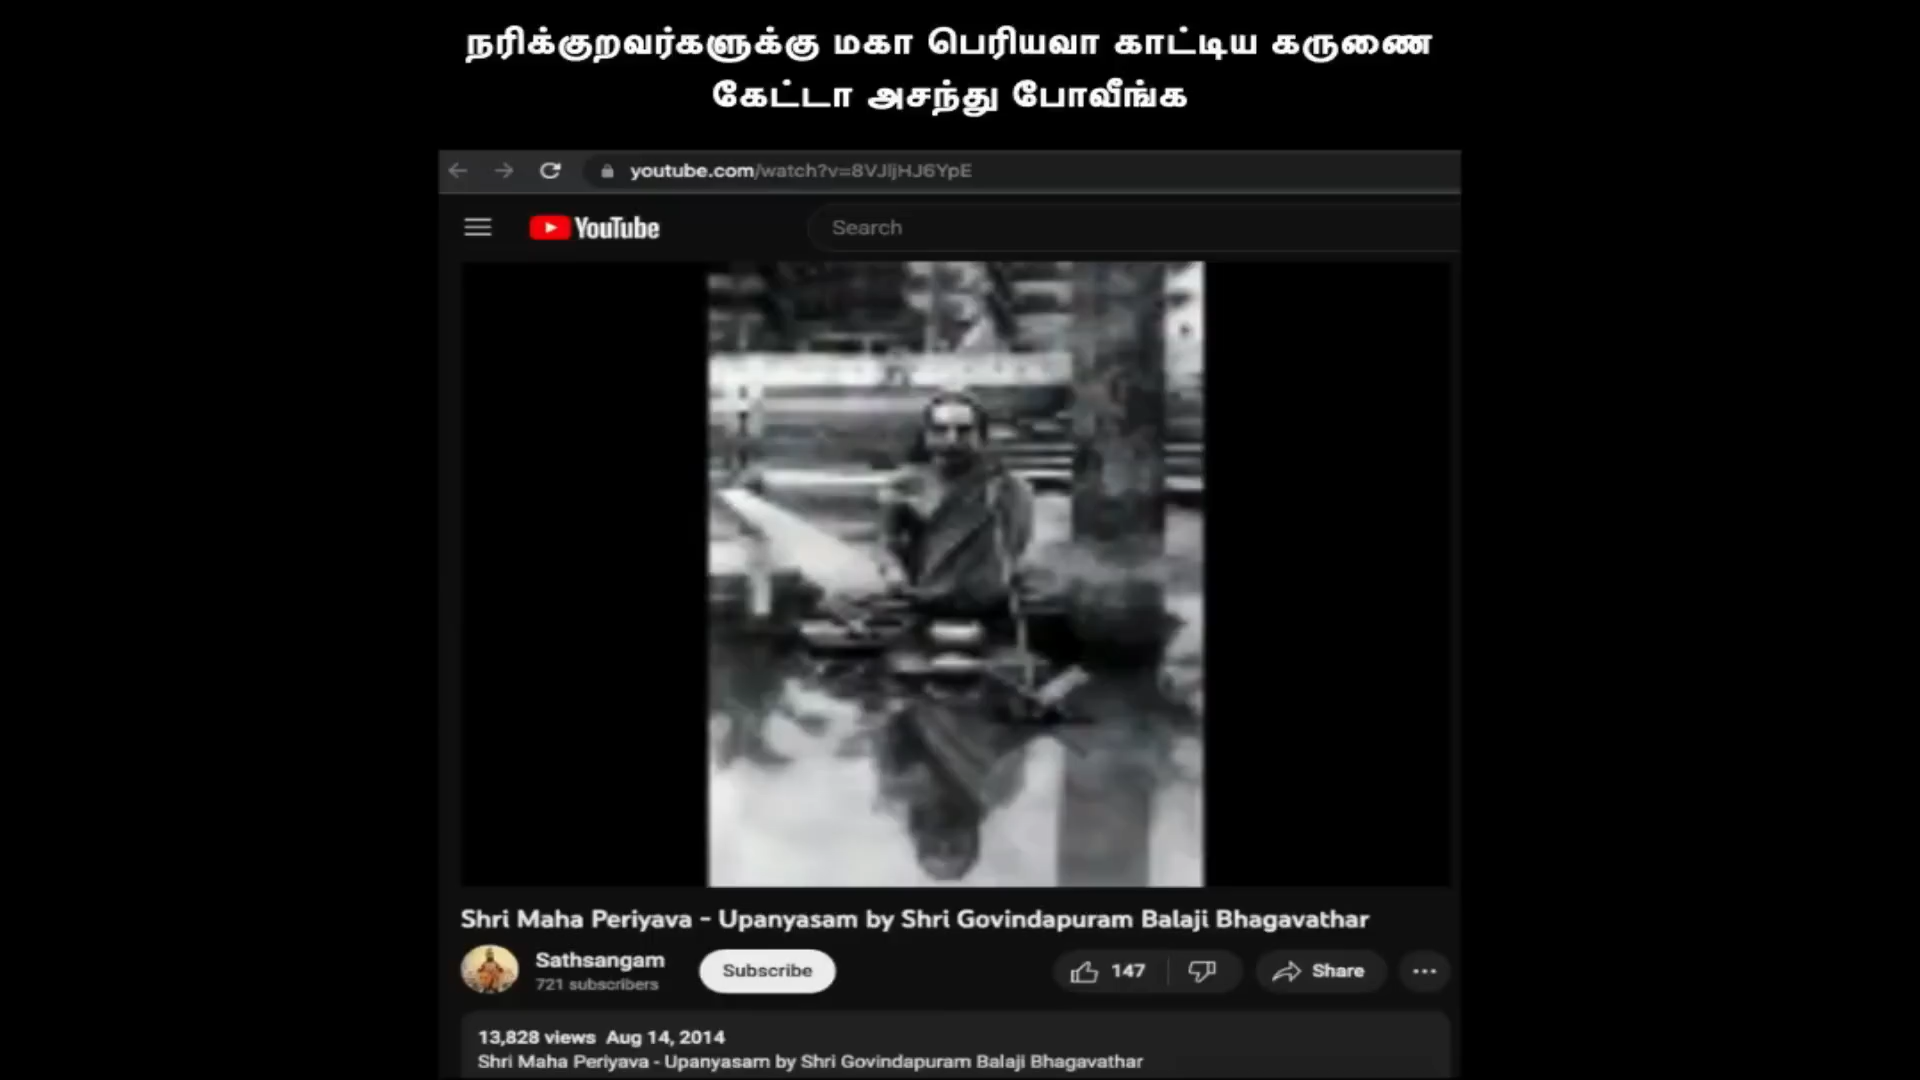 நரிக்குறவர்களுக்கு மகா பெரியவா காட்டிய கருணை
கேட்டா அசந்து போவீங்க
youtube.com/watch?v=8VJljHJ6YpE
YouTube
Search
Shri Maha Periyava - Upanyasam by Shri Govindapuram Balaji Bhagavathar
Sathsangam
721 subscribers
Subscribe
147
Share
13,828 views Aug 14, 2014
Shri Maha Periyava - Upanyasam by Shri Govindapuram Balaji Bhagavathar